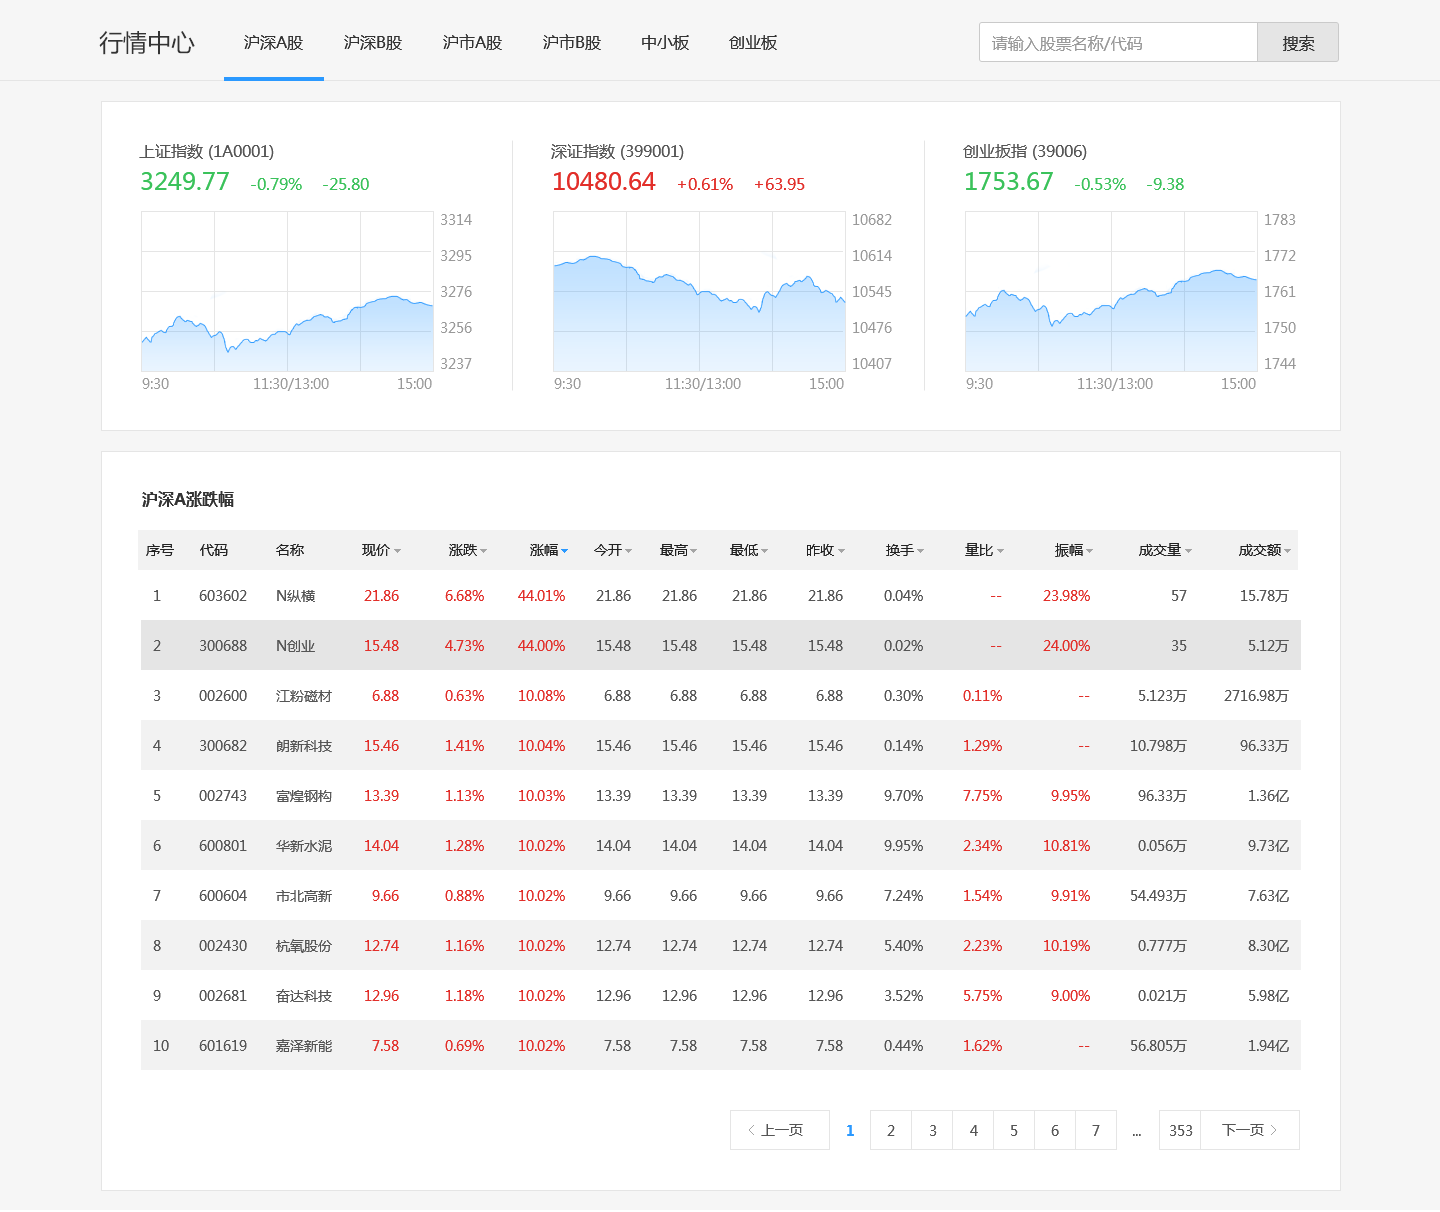 行情中心 沪深A股 沪深B股 沪市A股 沪市B股 中小板 创业板 请输入股票名称/代码 搜索
上证指数 (1A0001)
3249.77 -0.79% -25.80
3314
3295
3276
3256
3237
9:30 11:30/13:00 15:00
深证指数 (399001)
10480.64 +0.61% +63.95
10682
10614
10545
10476
10407
9:30 11:30/13:00 15:00
创业扳指 (39006)
1753.67 -0.53% -9.38
1783
1772
1761
1750
1744
9:30 11:30/13:00 15:00
沪深A涨跌幅
序号 代码 名称 现价 涨跌 涨幅 今开 最高 最低 昨收 换手 量比 振幅 成交量 成交额
1 603602 N纵横 21.86 6.68% 44.01% 21.86 21.86 21.86 21.86 0.04% -- 23.98% 57 15.78万
2 300688 N创业 15.48 4.73% 44.00% 15.48 15.48 15.48 15.48 0.02% -- 24.00% 35 5.12万
3 002600 江粉磁材 6.88 0.63% 10.08% 6.88 6.88 6.88 6.88 0.30% 0.11% -- 5.123万 2716.98万
4 300682 朗新科技 15.46 1.41% 10.04% 15.46 15.46 15.46 15.46 0.14% 1.29% -- 10.798万 96.33万
5 002743 富煌钢构 13.39 1.13% 10.03% 13.39 13.39 13.39 13.39 9.70% 7.75% 9.95% 96.33万 1.36亿
6 600801 华新水泥 14.04 1.28% 10.02% 14.04 14.04 14.04 14.04 9.95% 2.34% 10.81% 0.056万 9.73亿
7 600604 市北高新 9.66 0.88% 10.02% 9.66 9.66 9.66 9.66 7.24% 1.54% 9.91% 54.493万 7.63亿
8 002430 杭氧股份 12.74 1.16% 10.02% 12.74 12.74 12.74 12.74 5.40% 2.23% 10.19% 0.777万 8.30亿
9 002681 奋达科技 12.96 1.18% 10.02% 12.96 12.96 12.96 12.96 3.52% 5.75% 9.00% 0.021万 5.98亿
10 601619 嘉泽新能 7.58 0.69% 10.02% 7.58 7.58 7.58 7.58 0.44% 1.62% -- 56.805万 1.94亿
上一页 1 2 3 4 5 6 7 ... 353 下一页